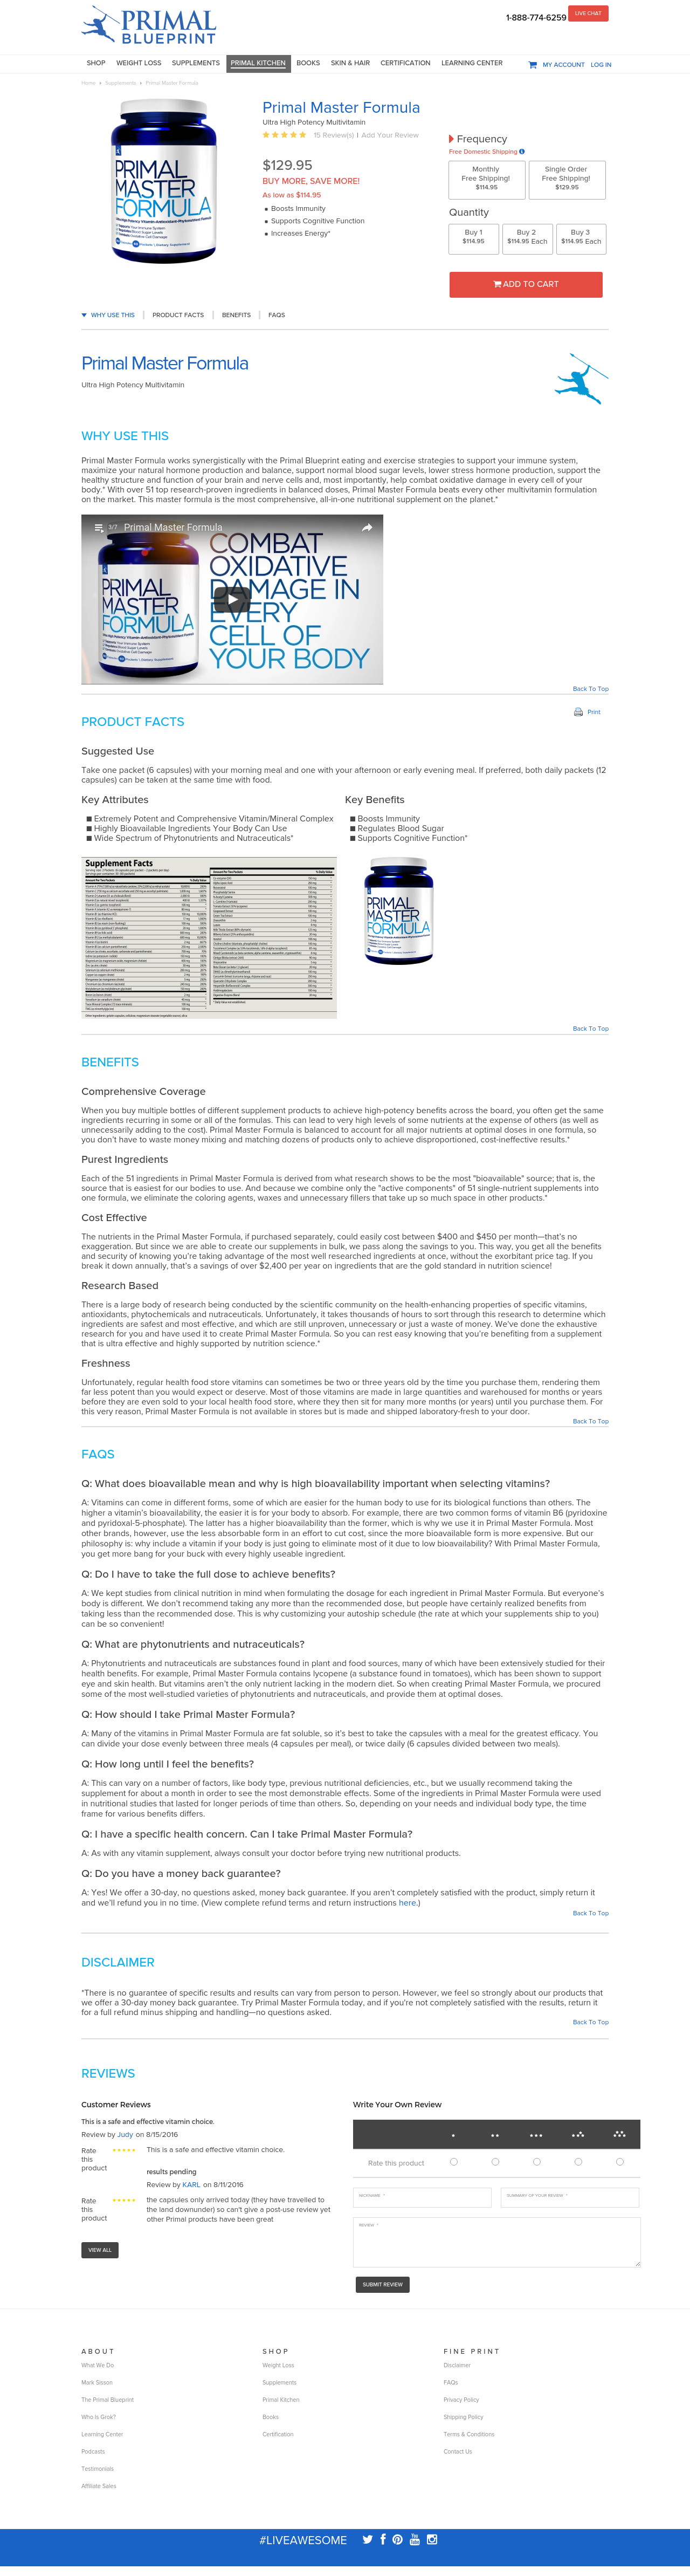 PRIMAL
BLUEPRINT
1-888-774-6259
LIVE CHAT
SHOP WEIGHT LOSS SUPPLEMENTS PRIMAL KITCHEN BOOKS SKIN & HAIR CERTIFICATION LEARNING CENTER MY ACCOUNT LOG IN
Home Supplements Primal Master Formula
PRIMAL
MASTER
FORMULA
Primal Master Formula
Ultra High Potency Multivitamin
15 Review(s) | Add Your Review
$129.95
BUY MORE, SAVE MORE!
As low as $114.95
Boosts Immunity
Supports Cognitive Function
Increases Energy*
Frequency
Free Domestic Shipping
Monthly
Free Shipping!
$114.95
Single Order
Free Shipping!
$129.95
Quantity
Buy 1
$114.95
Buy 2
$114.95 Each
Buy 3
$114.95 Each
ADD TO CART
WHY USE THIS PRODUCT FACTS BENEFITS FAQS
Primal Master Formula
Ultra High Potency Multivitamin
WHY USE THIS
Primal Master Formula works synergistically with the Primal Blueprint eating and exercise strategies to support your immune system,
maximize your natural hormone production and balance, support normal blood sugar levels, lower stress hormone production, support the
healthy structure and function of your brain and nerve cells and, most importantly, help combat oxidative damage in every cell of your
body.* With over 51 top research-proven ingredients in balanced doses, Primal Master Formula beats every other multivitamin formulation
on the market. This master formula is the most comprehensive, all-in-one nutritional supplement on the planet.*
3/7 Primal Master Formula
PRIMAL
MASTER
FORMULA
COMBAT
OXIDATIVE
DAMAGE IN
EVERY
CELL OF
YOUR BODY
Back To Top
Print
PRODUCT FACTS
Suggested Use
Take one packet (6 capsules) with your morning meal and one with your afternoon or early evening meal. If preferred, both daily packets (12
capsules) can be taken at the same time with food.
Key Attributes
Extremely Potent and Comprehensive Vitamin/Mineral Complex
Highly Bioavailable Ingredients Your Body Can Use
Wide Spectrum of Phytonutrients and Nutraceuticals*
Key Benefits
Boosts Immunity
Regulates Blood Sugar
Supports Cognitive Function*
Supplement Facts
PRIMAL
MASTER
FORMULA
Back To Top
BENEFITS
Comprehensive Coverage
When you buy multiple bottles of different supplement products to achieve high-potency benefits across the board, you often get the same
ingredients recurring in some or all of the formulas. This can lead to very high levels of some nutrients at the expense of others (as well as
unnecessarily adding to the cost). Primal Master Formula is balanced to account for all major nutrients at optimal doses in one formula, so
you don't have to waste money mixing and matching dozens of products only to achieve disproportioned, cost-ineffective results.*
Purest Ingredients
Each of the 51 ingredients in Primal Master Formula is derived from what research shows to be the most "bioavailable" source; that is, the
source that is easiest for our bodies to use. And because we combine only the "active components" of 51 single-nutrient supplements into
one formula, we eliminate the coloring agents, waxes and unnecessary fillers that take up so much space in other products.*
Cost Effective
The nutrients in the Primal Master Formula, if purchased separately, could easily cost between $400 and $450 per month—that's no
exaggeration. But since we are able to create our supplements in bulk, we pass along the savings to you. This way, you get all the benefits
and security of knowing you're taking advantage of the most well researched ingredients at once, without the exorbitant price tag. If you
break it down annually, that's a savings of over $2,400 per year on ingredients that are the gold standard in nutrition science!
Research Based
There is a large body of research being conducted by the scientific community on the health-enhancing properties of specific vitamins,
antioxidants, phytochemicals and nutraceuticals. Unfortunately, it takes thousands of hours to sort through this research to determine which
ingredients are safest and most effective, and which are still unproven, unnecessary or just a waste of money. We've done the exhaustive
research for you and have used it to create Primal Master Formula. So you can rest easy knowing that you're benefiting from a supplement
that is ultra effective and highly supported by nutrition science.*
Freshness
Unfortunately, regular health food store vitamins can sometimes be two or three years old by the time you purchase them, rendering them
far less potent than you would expect or deserve. Most of those vitamins are made in large quantities and warehoused for months or years
before they are even sold to your local health food store, where they then sit for many more months (or years) until you purchase them. For
this very reason, Primal Master Formula is not available in stores but is made and shipped laboratory-fresh to your door.
Back To Top
FAQS
Q: What does bioavailable mean and why is high bioavailability important when selecting vitamins?
A: Vitamins can come in different forms, some of which are easier for the human body to use for its biological functions than others. The
higher a vitamin's bioavailability, the easier it is for your body to absorb. For example, there are two common forms of vitamin B6 (pyridoxine
and pyridoxal-5-phosphate). The latter has a higher bioavailability than the former, which is why we use it in Primal Master Formula. Most
other brands, however, use the less absorbable form in an effort to cut cost, since the more bioavailable form is more expensive. But our
philosophy is: why include a vitamin if your body is just going to eliminate most of it due to low bioavailability? With Primal Master Formula,
you get more bang for your buck with every highly useable ingredient.
Q: Do I have to take the full dose to achieve benefits?
A: We kept studies from clinical nutrition in mind when formulating the dosage for each ingredient in Primal Master Formula. But everyone's
body is different. We don't recommend taking any more than the recommended dose, but people have certainly realized benefits from
taking less than the recommended dose. This is why customizing your autoship schedule (the rate at which your supplements ship to you)
can be so convenient!
Q: What are phytonutrients and nutraceuticals?
A: Phytonutrients and nutraceuticals are substances found in plant and food sources, many of which have been extensively studied for their
health benefits. For example, Primal Master Formula contains lycopene (a substance found in tomatoes), which has been shown to support
eye and skin health. But vitamins aren't the only nutrient lacking in the modern diet. So when creating Primal Master Formula, we procured
some of the most well-studied varieties of phytonutrients and nutraceuticals, and provide them at optimal doses.
Q: How should I take Primal Master Formula?
A: Many of the vitamins in Primal Master Formula are fat soluble, so it's best to take the capsules with a meal for the greatest efficacy. You
can divide your dose evenly between three meals (4 capsules per meal), or twice daily (6 capsules divided between two meals).
Q: How long until I feel the benefits?
A: This can vary on a number of factors, like body type, previous nutritional deficiencies, etc., but we usually recommend taking the
supplement for about a month in order to see the most demonstrable effects. Some of the ingredients in Primal Master Formula were used
in nutritional studies that lasted for longer periods of time than others. So, depending on your needs and individual body type, the time
frame for various benefits differs.
Q: I have a specific health concern. Can I take Primal Master Formula?
A: As with any vitamin supplement, always consult your doctor before trying new nutritional products.
Q: Do you have a money back guarantee?
A: Yes! We offer a 30-day, no questions asked, money back guarantee. If you aren't completely satisfied with the product, simply return it
and we'll refund you in no time. (View complete refund terms and return instructions here.)
Back To Top
DISCLAIMER
*There is no guarantee of specific results and results can vary from person to person. However, we feel so strongly about our products that
we offer a 30-day money back guarantee. Try Primal Master Formula today, and if you're not completely satisfied with the results, return it
for a full refund minus shipping and handling—no questions asked.
Back To Top
REVIEWS
Customer Reviews
This is a safe and effective vitamin choice.
Review by Judy on 8/15/2016
Rate
this
product
This is a safe and effective vitamin choice.
results pending
Review by KARL on 8/11/2016
Rate
this
product
the capsules only arrived today (they have travelled to
the land downunder) so can't give a post-use review yet
other Primal products have been great
VIEW ALL
Write Your Own Review
Rate this product
NICKNAME *
SUMMARY OF YOUR REVIEW *
REVIEW *
SUBMIT REVIEW
ABOUT
What We Do
Mark Sisson
The Primal Blueprint
Who Is Grok?
Learning Center
Podcasts
Testimonials
Affiliate Sales
SHOP
Weight Loss
Supplements
Primal Kitchen
Books
Certification
FINE PRINT
Disclaimer
FAQs
Privacy Policy
Shipping Policy
Terms & Conditions
Contact Us
#LIVEAWESOME